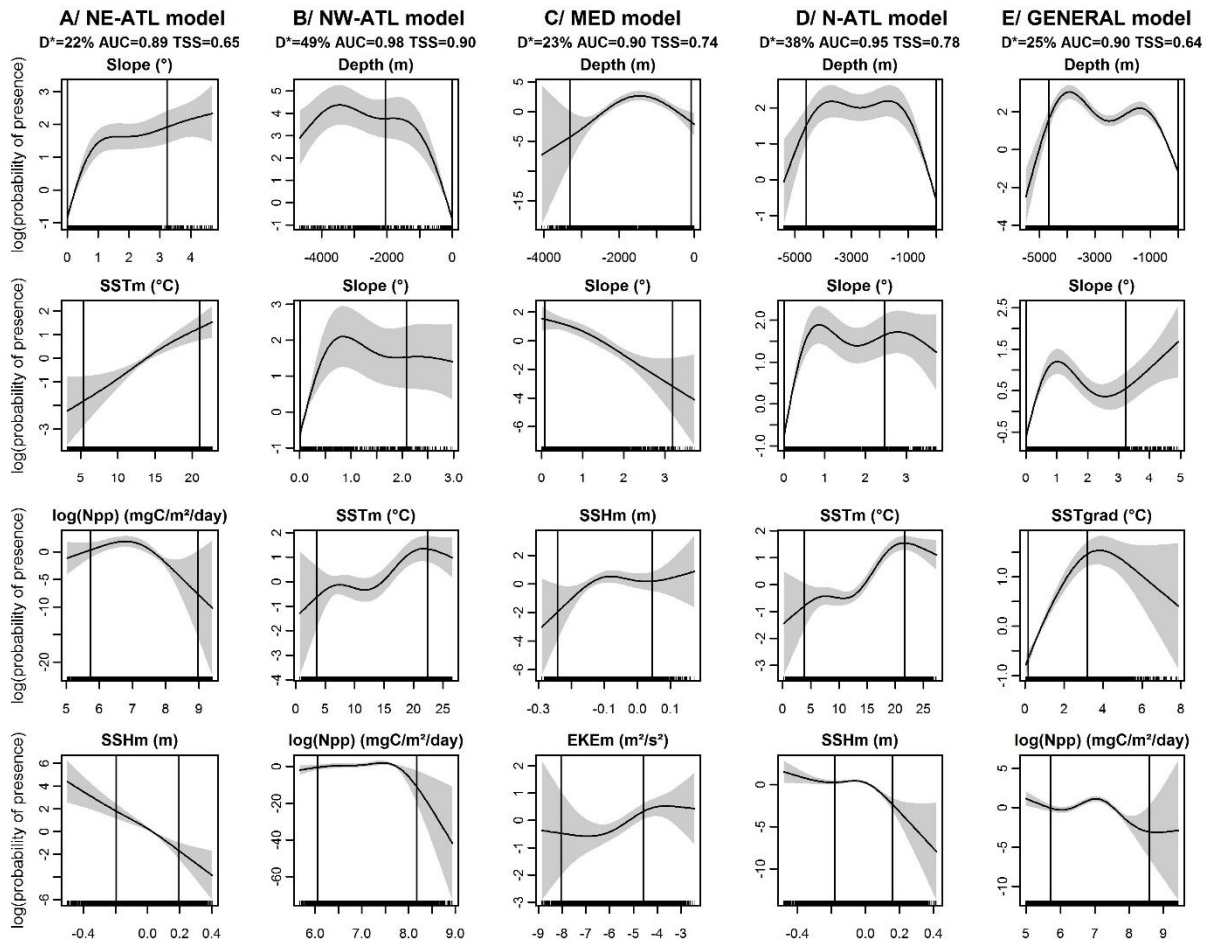 A/ NE-ATL model B/ NW-ATL model C/ MED model D/ N-ATL model E/ GENERAL model
D*=22% AUC=0.89 TSS=0.65 D*=49% AUC=0.98 TSS=0.90 D*=23% AUC=0.90 TSS=0.74 D*=38% AUC=0.95 TSS=0.78 D*=25% AUC=0.90 TSS=0.64
Slope (°) Depth (m) Depth (m) Depth (m) Depth (m)
log(probability of presence)
3 2 1 0 -1
5 4 3 2 1 0 -1
5 0 -5 -15
2 1 0 -1
4 2 0 -2 -4
0 1 2 3 4 -4000 -2000 0 -4000 -3000 -2000 -1000 0 -5000 -3000 -1000 -5000 -3000 -1000
SSTm (°C) Slope (°) Slope (°) Slope (°) Slope (°)
log(probability of presence)
2 1 0 -1 -3
3 2 1 0 -1
2 0 -2 -4 -6
2.0 1.0 0.0 -1.0
2.5 1.5 0.5 -0.5
5 10 15 20 0.0 1.0 2.0 3.0 0 1 2 3 0 1 2 3 0 1 2 3 4 5
log(Npp) (mgC/m²/day) SSTm (°C) SSHm (m) SSTm (°C) SSTgrad (°C)
log(probability of presence)
0 -5 -10 -20
2 1 0 -1 -2 -4
2 0 -2 -4 -6
2 1 0 -1 -2 -3
1.0 0.0 -1.0
5 6 7 8 9 0 5 10 15 20 25 -0.3 -0.1 0.0 0.1 0 5 10 15 20 25 0 2 4 6 8
SSHm (m) log(Npp) (mgC/m²/day) EKEm (m²/s²) SSHm (m) log(Npp) (mgC/m²/day)
log(probability of presence)
6 4 2 0 -2 -6
0 -20 -40 -60
2 1 0 -1 -2 -3
0 -5 -10
5 0 -5 -10
-0.4 0.0 0.2 0.4 6.0 7.0 8.0 9.0 -9 -8 -7 -6 -5 -4 -3 -0.4 0.0 0.2 0.4 5 6 7 8 9